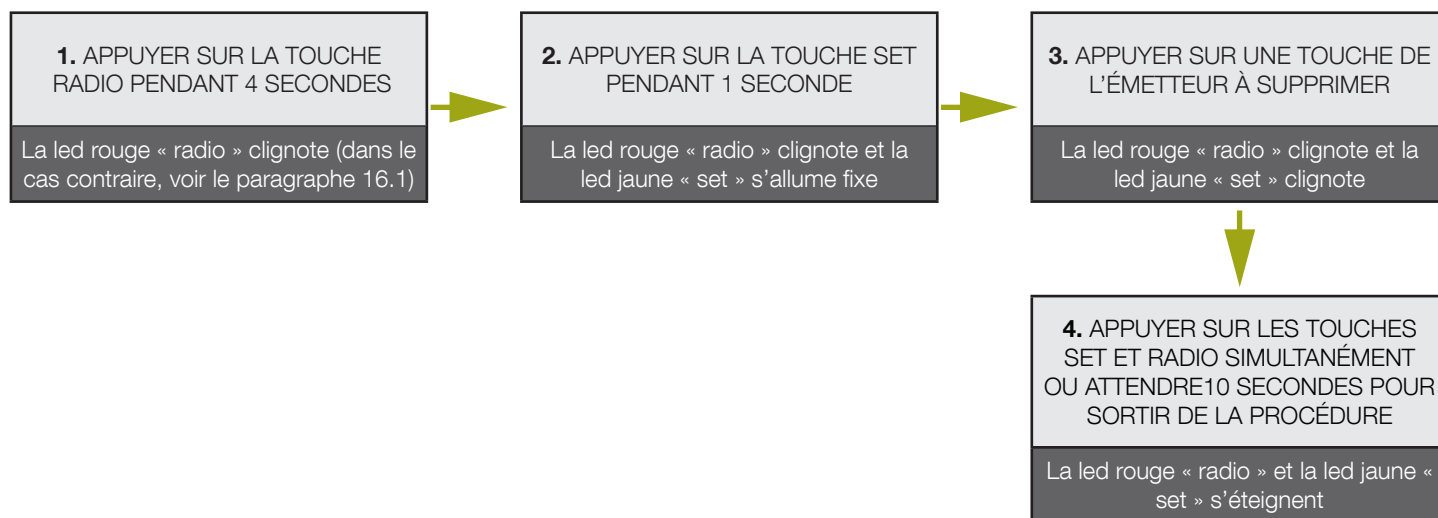 1. APPUYER SUR LA TOUCHE
RADIO PENDANT 4 SECONDES
La led rouge « radio » clignote (dans le
cas contraire, voir le paragraphe 16.1)
2. APPUYER SUR LA TOUCHE SET
PENDANT 1 SECONDE
La led rouge « radio » clignote et la
led jaune « set » s’allume fixe
3. APPUYER SUR UNE TOUCHE DE
L’ÉMETTEUR À SUPPRIMER
La led rouge « radio » clignote et la
led jaune « set » clignote
4. APPUYER SUR LES TOUCHES
SET ET RADIO SIMULTANÉMENT
OU ATTENDRE10 SECONDES POUR
SORTIR DE LA PROCÉDURE
La led rouge « radio » et la led jaune «
set » s’éteignent